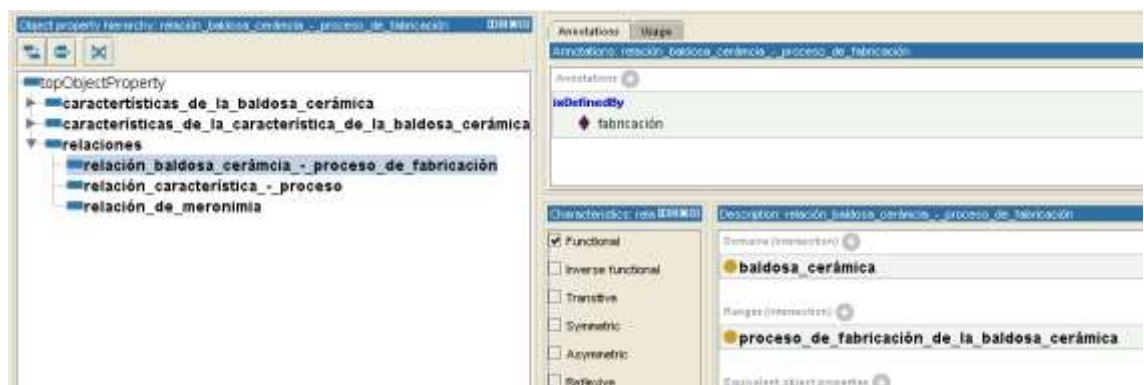 Object property hierarchy: relación_baldosa_cerámcia_-_proceso_de_fabricación
topObjectProperty
caractertísticas_de_la_baldosa_cerámica
características_de_la_característica_de_la_baldosa_cerámica
relaciones
relación_baldosa_cerámcia_-_proceso_de_fabricación
relación_característica_-_proceso
relación_de_meronimia
Annotations Usage
Annotations: relación_baldosa_cerámcia_-_proceso_de_fabricación
Annotations
isDefinedBy
fabricación
Characteristics: rela
Functional
Inverse functional
Transitive
Symmetric
Asymmetric
Reflexive
Description: relación_baldosa_cerámcia_-_proceso_de_fabricación
Domains (intersection)
baldosa_cerámica
Ranges (intersection)
proceso_de_fabricación_de_la_baldosa_cerámica
Equivalent object properties